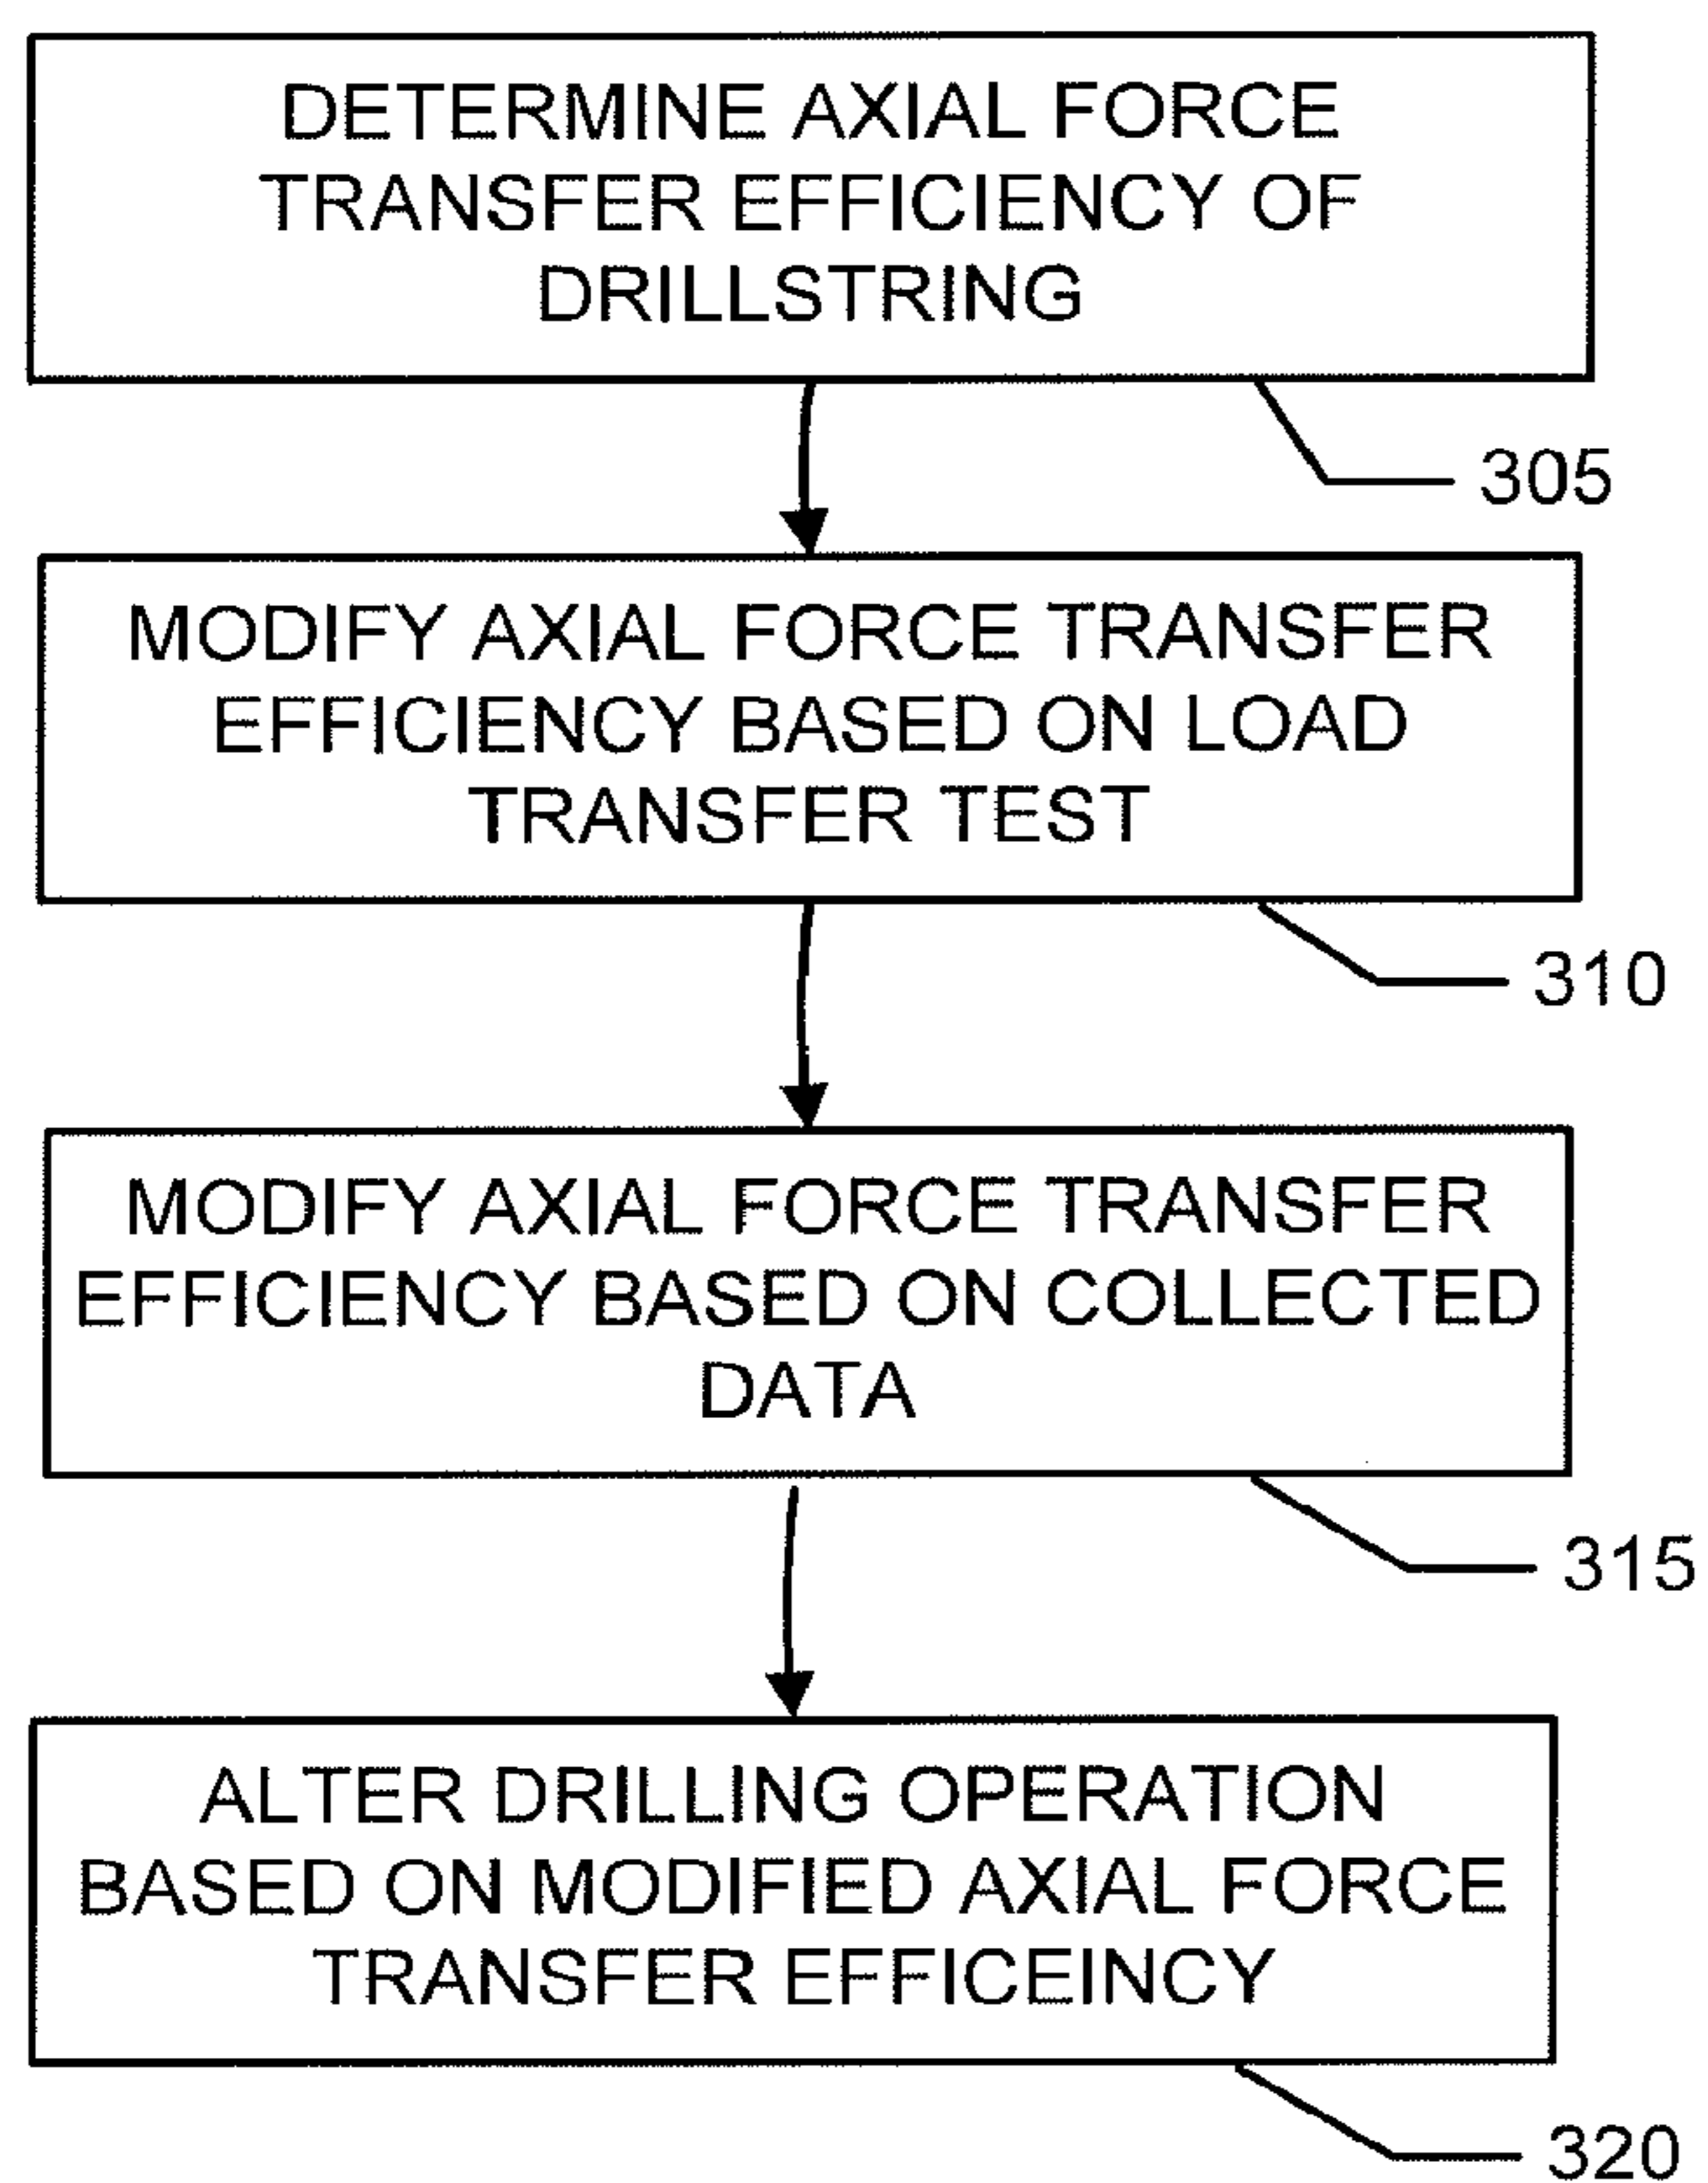 DETERMINE AXIAL FORCE
TRANSFER EFFICIENCY OF
DRILLSTRING
305
MODIFY AXIAL FORCE TRANSFER
EFFICIENCY BASED ON LOAD
TRANSFER TEST
310
MODIFY AXIAL FORCE TRANSFER
EFFICIENCY BASED ON COLLECTED
DATA
315
ALTER DRILLING OPERATION
BASED ON MODIFIED AXIAL FORCE
TRANSFER EFFICEINCY
320